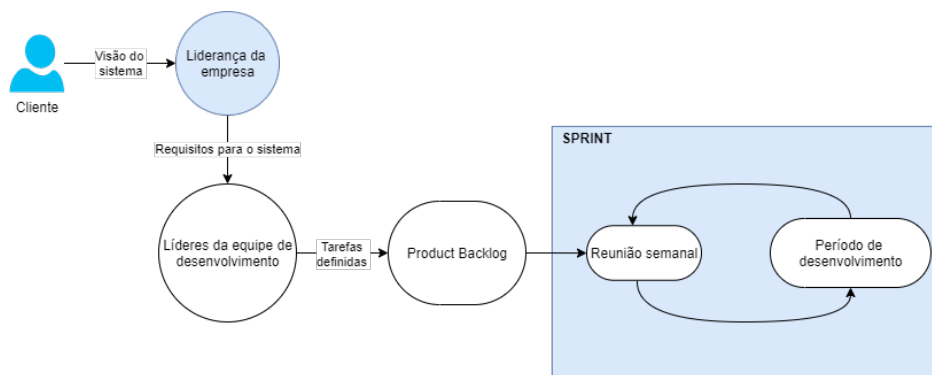 Visão do
sistema
Liderança da
empresa
Cliente
Requisitos para o sistema
SPRINT
Líderes da equipe de
desenvolvimento
Tarefas
definidas
Product Backlog
Reunião semanal
Período de
desenvolvimento